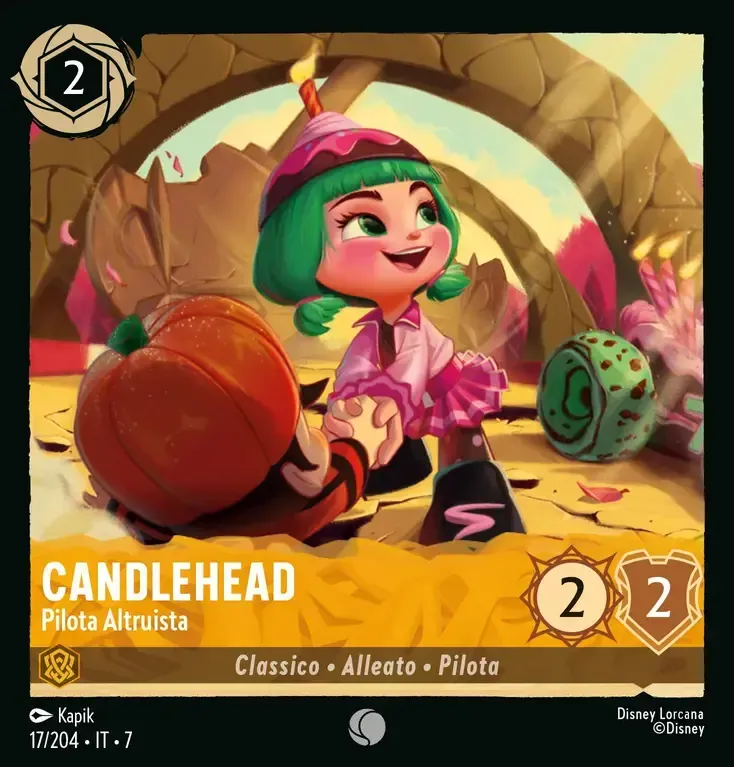 2
CANDLEHEAD
Pilota Altruista
2 2
Classico • Alleato • Pilota
Kapik
Disney Lorcana
17/204 • IT • 7
©Disney